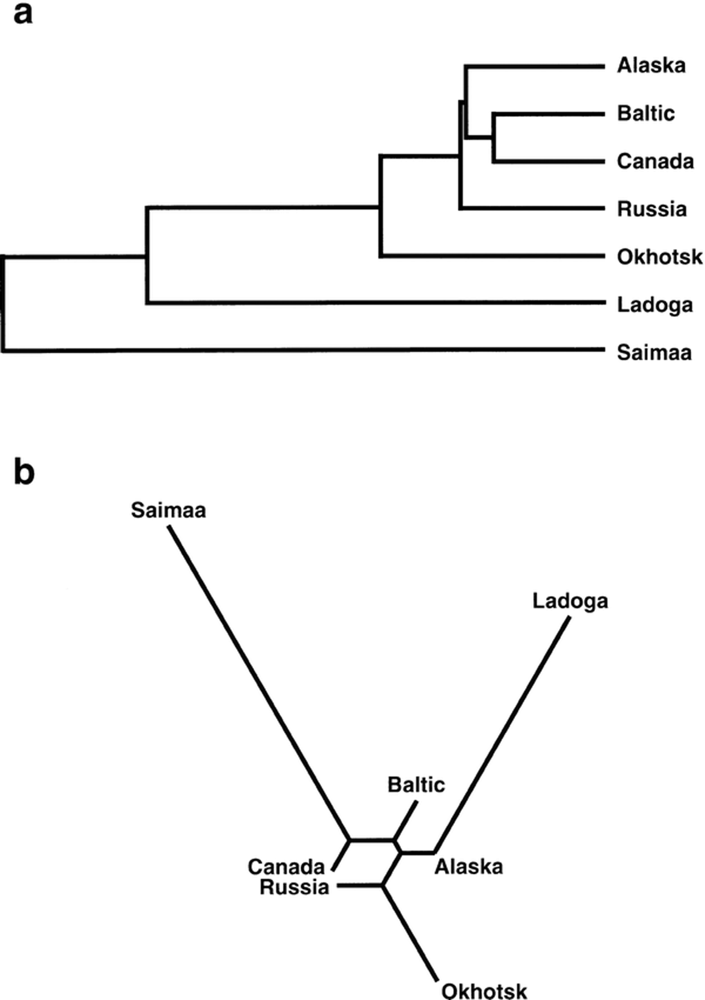 a
Alaska
Baltic
Canada
Russia
Okhotsk
Ladoga
Saimaa
b
Saimaa
Ladoga
Baltic
Canada
Alaska
Russia
Okhotsk